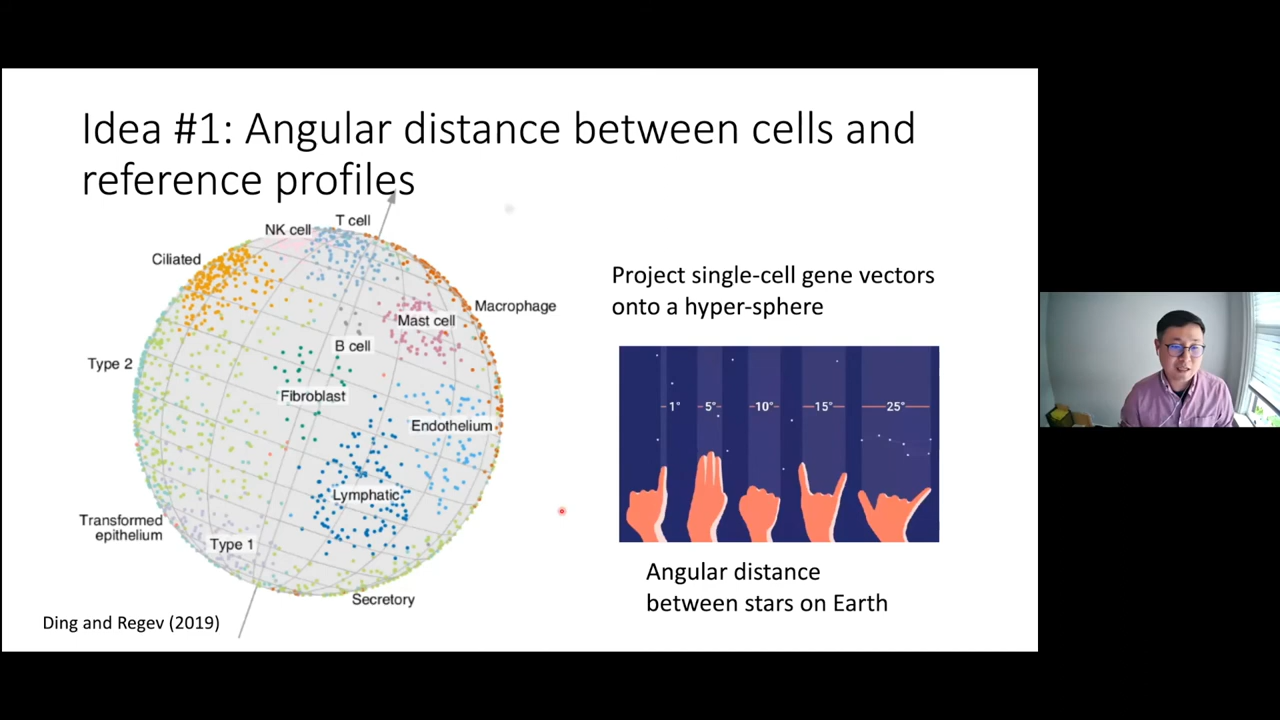 Idea #1: Angular distance between cells and
reference profiles
NK cell
T cell
Ciliated
Macrophage
Mast cell
B cell
Type 2
Fibroblast
Endothelium
Lymphatic
Transformed
epithelium
Type 1
Secretory
Ding and Regev (2019)
Project single-cell gene vectors
onto a hyper-sphere
1°
5°
10°
15°
25°
Angular distance
between stars on Earth